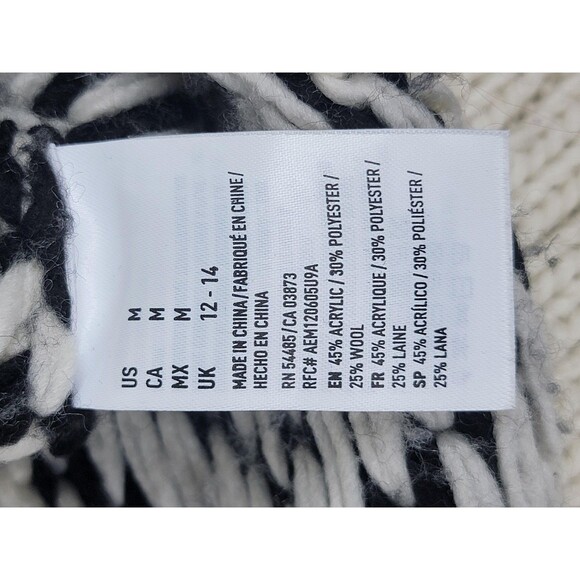 US M
CA M
MX M
UK 12 - 14
MADE IN CHINA/FABRIQUÉ EN CHINE/
HECHO EN CHINA
RN 54485/CA 03873
RFC# AEM120605U9A
EN 45% ACRYLIC / 30% POLYESTER /
25% WOOL
FR 45% ACRYLIQUE / 30% POLYESTER /
25% LAINE
SP 45% ACRÍLICO / 30% POLIÉSTER /
25% LANA